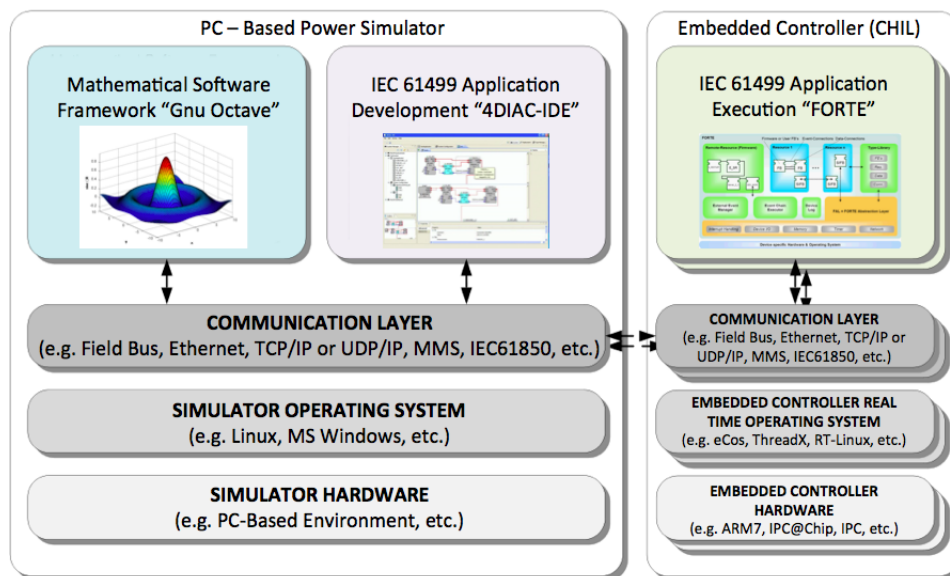 PC – Based Power Simulator
Mathematical Software
Framework “Gnu Octave”
IEC 61499 Application
Development “4DIAC-IDE”
COMMUNICATION LAYER
(e.g. Field Bus, Ethernet, TCP/IP or UDP/IP, MMS, IEC61850, etc.)
SIMULATOR OPERATING SYSTEM
(e.g. Linux, MS Windows, etc.)
SIMULATOR HARDWARE
(e.g. PC-Based Environment, etc.)
Embedded Controller (CHIL)
IEC 61499 Application
Execution “FORTE”
FORTE
COMMUNICATION LAYER
(e.g. Field Bus, Ethernet, TCP/IP or
UDP/IP, MMS, IEC61850, etc.)
EMBEDDED CONTROLLER REAL
TIME OPERATING SYSTEM
(e.g. eCos, ThreadX, RT-Linux, etc.)
EMBEDDED CONTROLLER
HARDWARE
(e.g. ARM7, IPC@Chip, IPC, etc.)